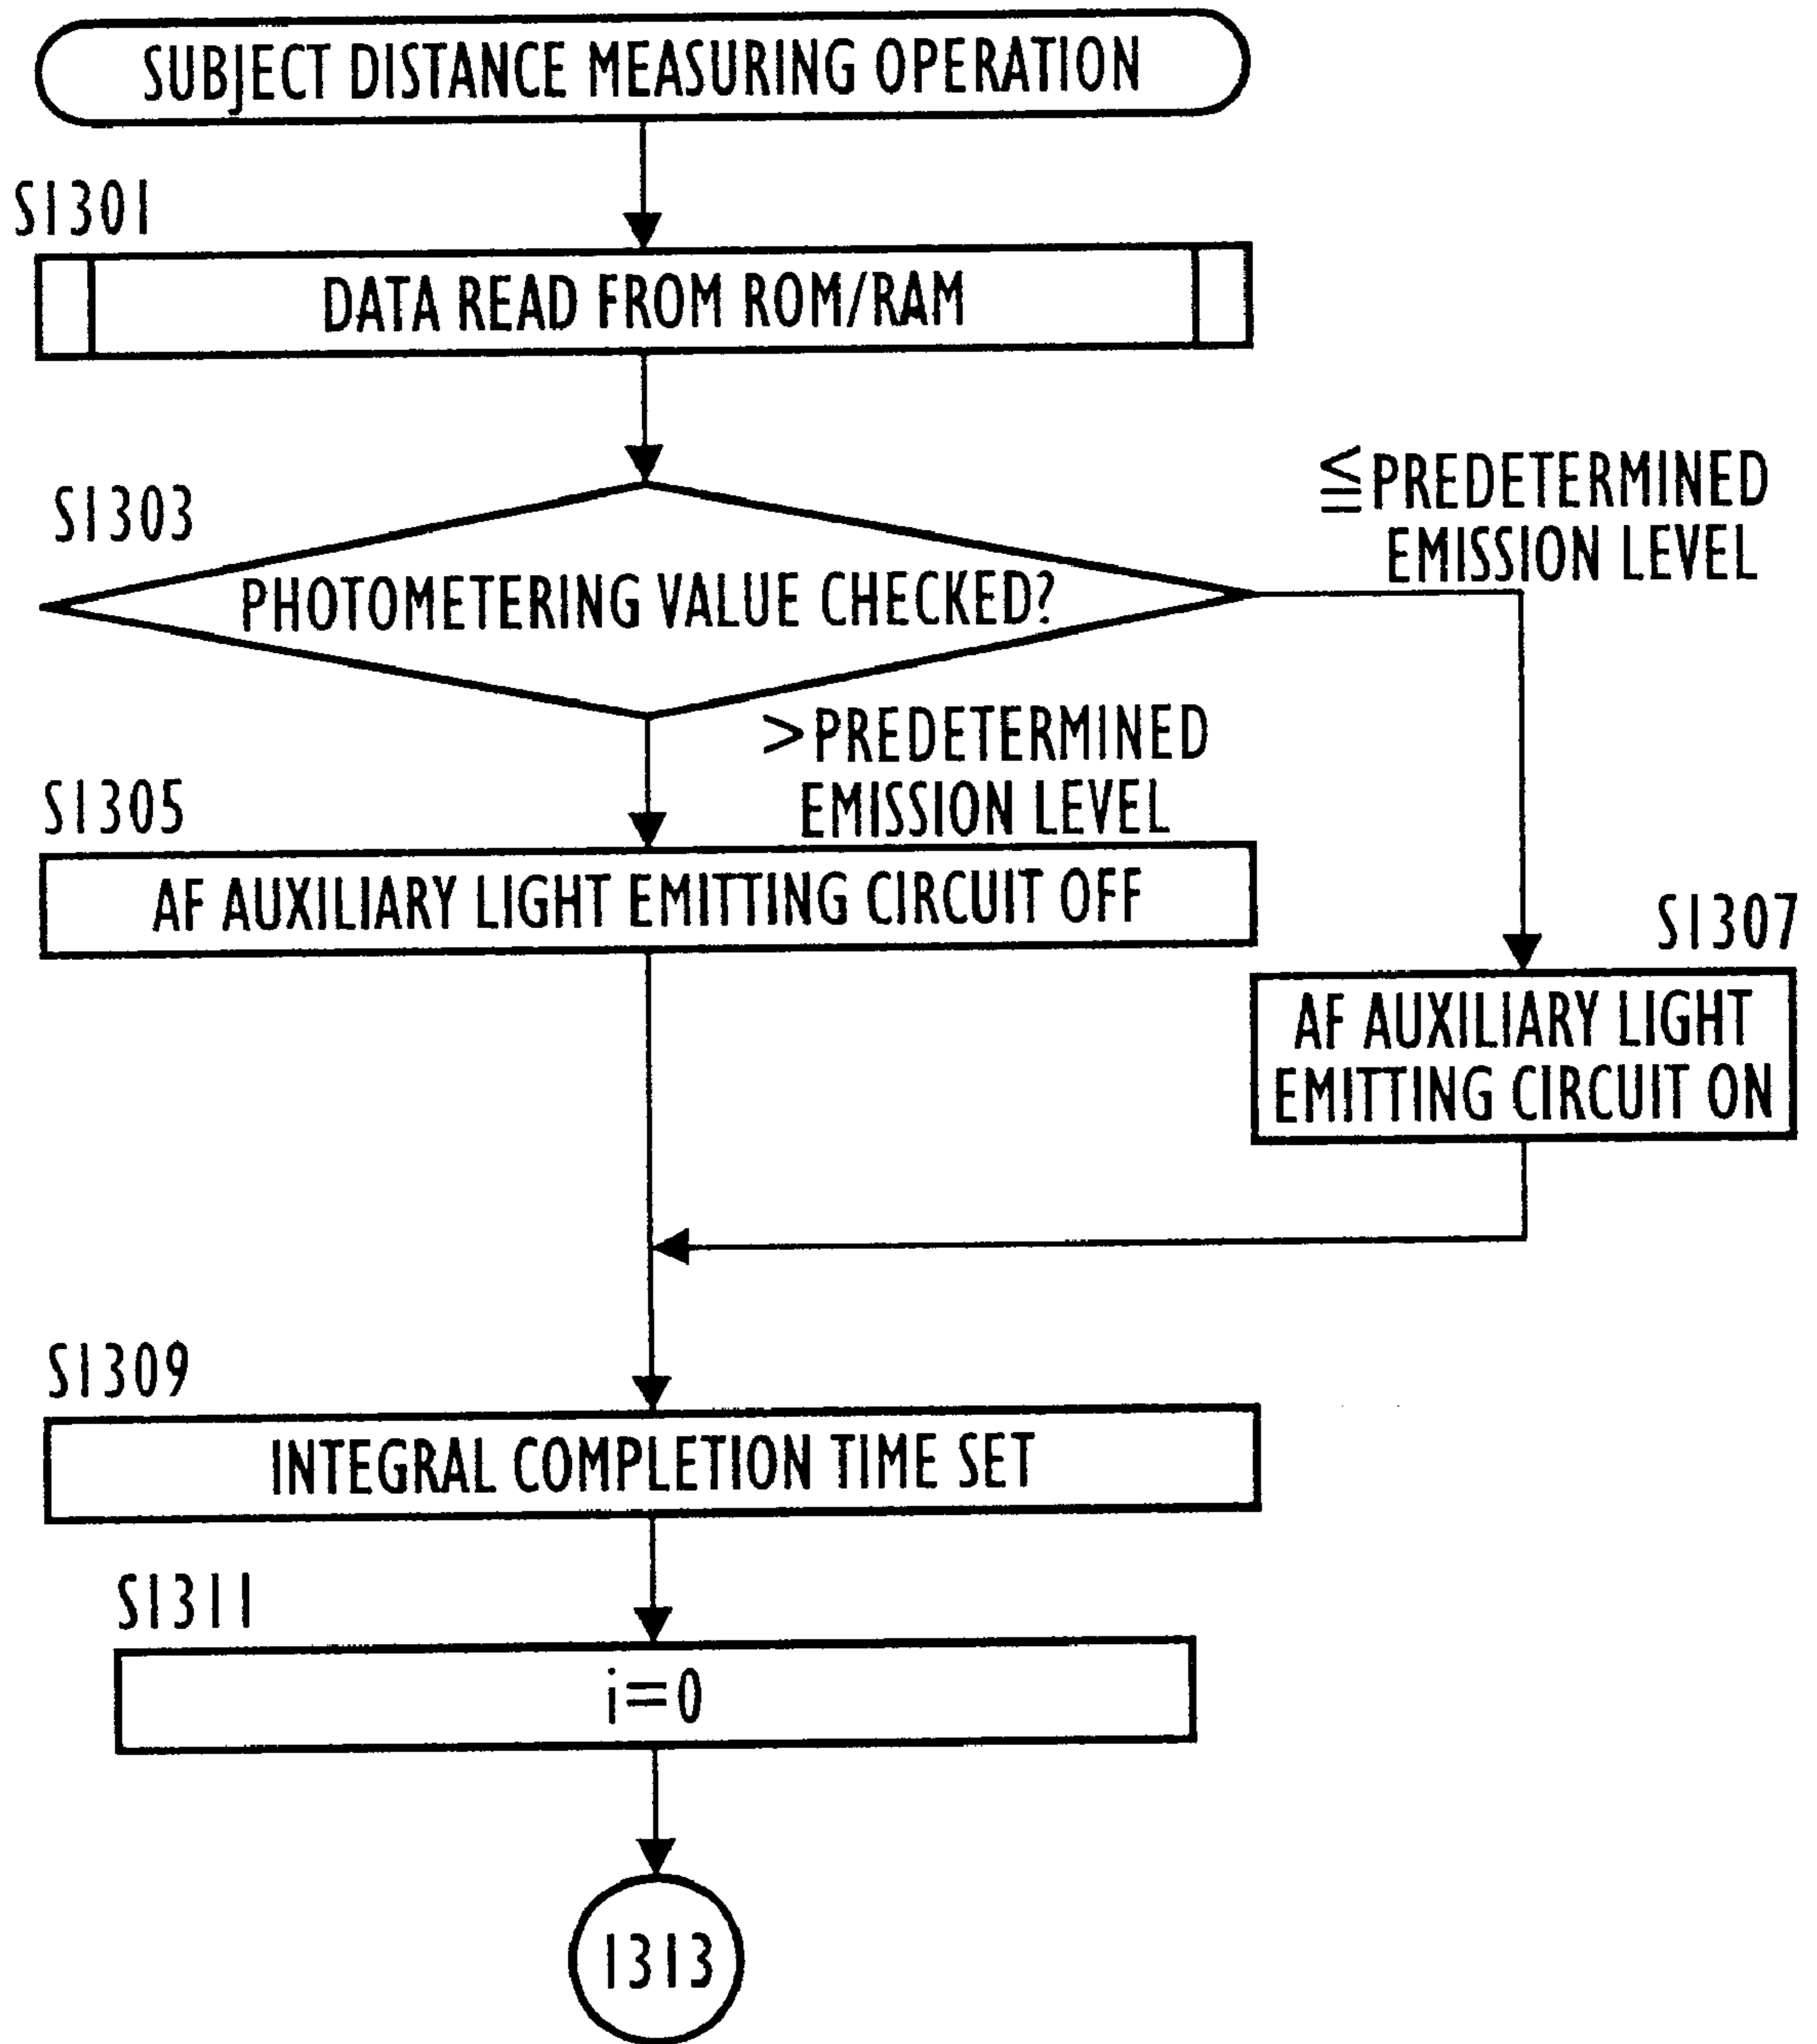 SUBJECT DISTANCE MEASURING OPERATION
S1301
DATA READ FROM ROM/RAM
S1303
PHOTOMETERING VALUE CHECKED?
≦PREDETERMINED
EMISSION LEVEL
>PREDETERMINED
EMISSION LEVEL
S1305
AF AUXILIARY LIGHT EMITTING CIRCUIT OFF
S1307
AF AUXILIARY LIGHT
EMITTING CIRCUIT ON
S1309
INTEGRAL COMPLETION TIME SET
S1311
i=0
1313